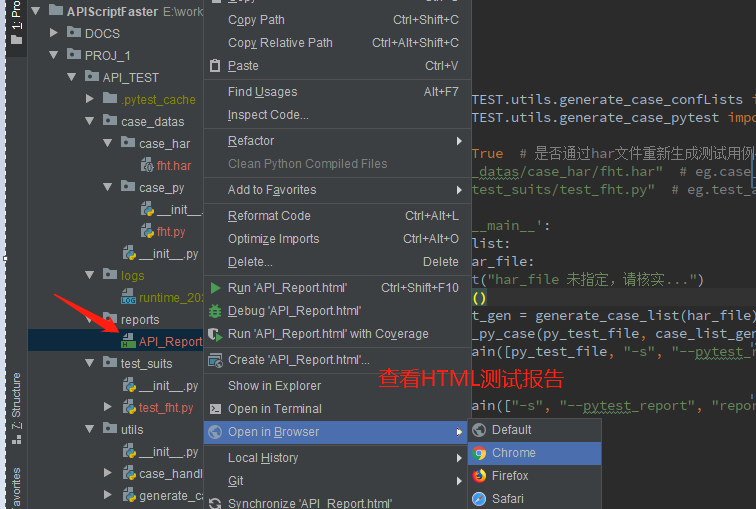 1: Pro
APIScriptFaster E:\work
DOCS
PROJ_1
API_TEST
.pytest_cache
case_datas
case_har
fht.har
case_py
__init__.
fht.py
__init__.py
logs
runtime_202
reports
API_Report
test_suits
__init__.py
test_fht.py
utils
__init__.py
case_handl
generate_ca
7: Structure
avorites
Copy Path Ctrl+Shift+C
Copy Relative Path Ctrl+Alt+Shift+C
Paste Ctrl+V
Find Usages Alt+F7
Inspect Code...
Refactor
Clean Python Compiled Files
Add to Favorites
Reformat Code Ctrl+Alt+L
Optimize Imports Ctrl+Alt+O
Delete... Delete
Run 'API_Report.html' Ctrl+Shift+F10
Debug 'API_Report.html'
Run 'API_Report.html' with Coverage
Create 'API_Report.html'...
Show in Explorer
Open in Terminal
Open in Browser
Local History
Git
Synchronize 'API_Report.html'
Default
Chrome
Firefox
Safari
查看HTML测试报告
TEST.utils.generate_case_confLists i
TEST.utils.generate_case_pytest impo
True # 是否通过har文件重新生成测试用例
_datas/case_har/fht.har" # eg.case_
test_suits/test_fht.py" # eg.test_a
__main__':
list:
ar_file:
t("har_file 未指定，请核实...")
()
t_gen = generate_case_list(har_file)
_py_case(py_test_file, case_list_gen
ain([py_test_file, "-s", "--pytest_r
ain(["-s", "--pytest_report", "repor